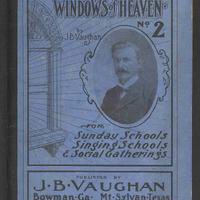 WINDOWS of HEAVEN
No 2
by
J.B. Vaughan
FOR
Sunday Schools
Singing Schools
& Social Gatherings
PUBLISHED BY
J·B·VAUGHAN
Bowman-Ga- Mt-Sylvan-Texas